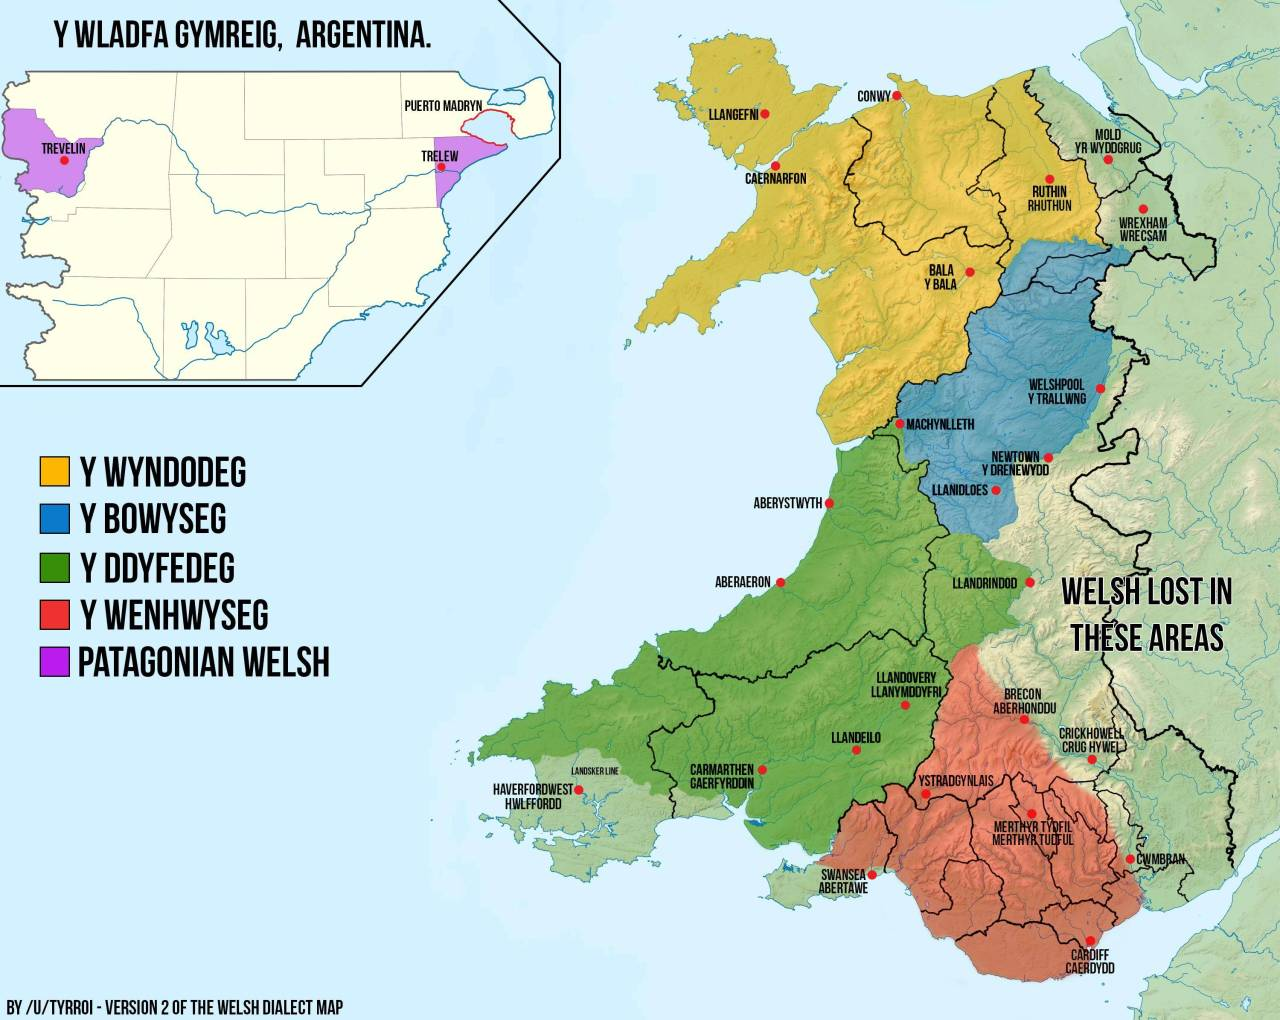 Y WLADFA GYMREIG, ARGENTINA.
PUERTO MADRYN
TREVELIN
TRELEW
Y WYNDODEG
Y BOWYSEG
Y DDYFEDEG
Y WENHWYSEG
PATAGONIAN WELSH
LLANGEFNI
CONWY
CAERNARFON
MOLD
YR WYDDGRUG
RUTHIN
RHUTHUN
WREXHAM
WRECSAM
BALA
Y BALA
WELSHPOOL
Y TRALLWNG
MACHYNLLETH
NEWTOWN
Y DRENEWYDD
LLANIDLOES
ABERYSTWYTH
ABERAERON
LLANDRINDOD
WELSH LOST IN
THESE AREAS
LLANDOVERY
LLANYMDDYFRI
BRECON
ABERHONDDU
LLANDEILO
CRICKHOWELL
CRUG HYWEL
LANDSKER LINE
CARMARTHEN
GAERFYRDDIN
HAVERFORDWEST
HWLFFORDD
YSTRADGYNLAIS
MERTHYR TYDFIL
MERTHYR TUDFUL
CWMBRAN
SWANSEA
ABERTAWE
CARDIFF
CAERDYDD
BY /U/TYRROI - VERSION 2 OF THE WELSH DIALECT MAP